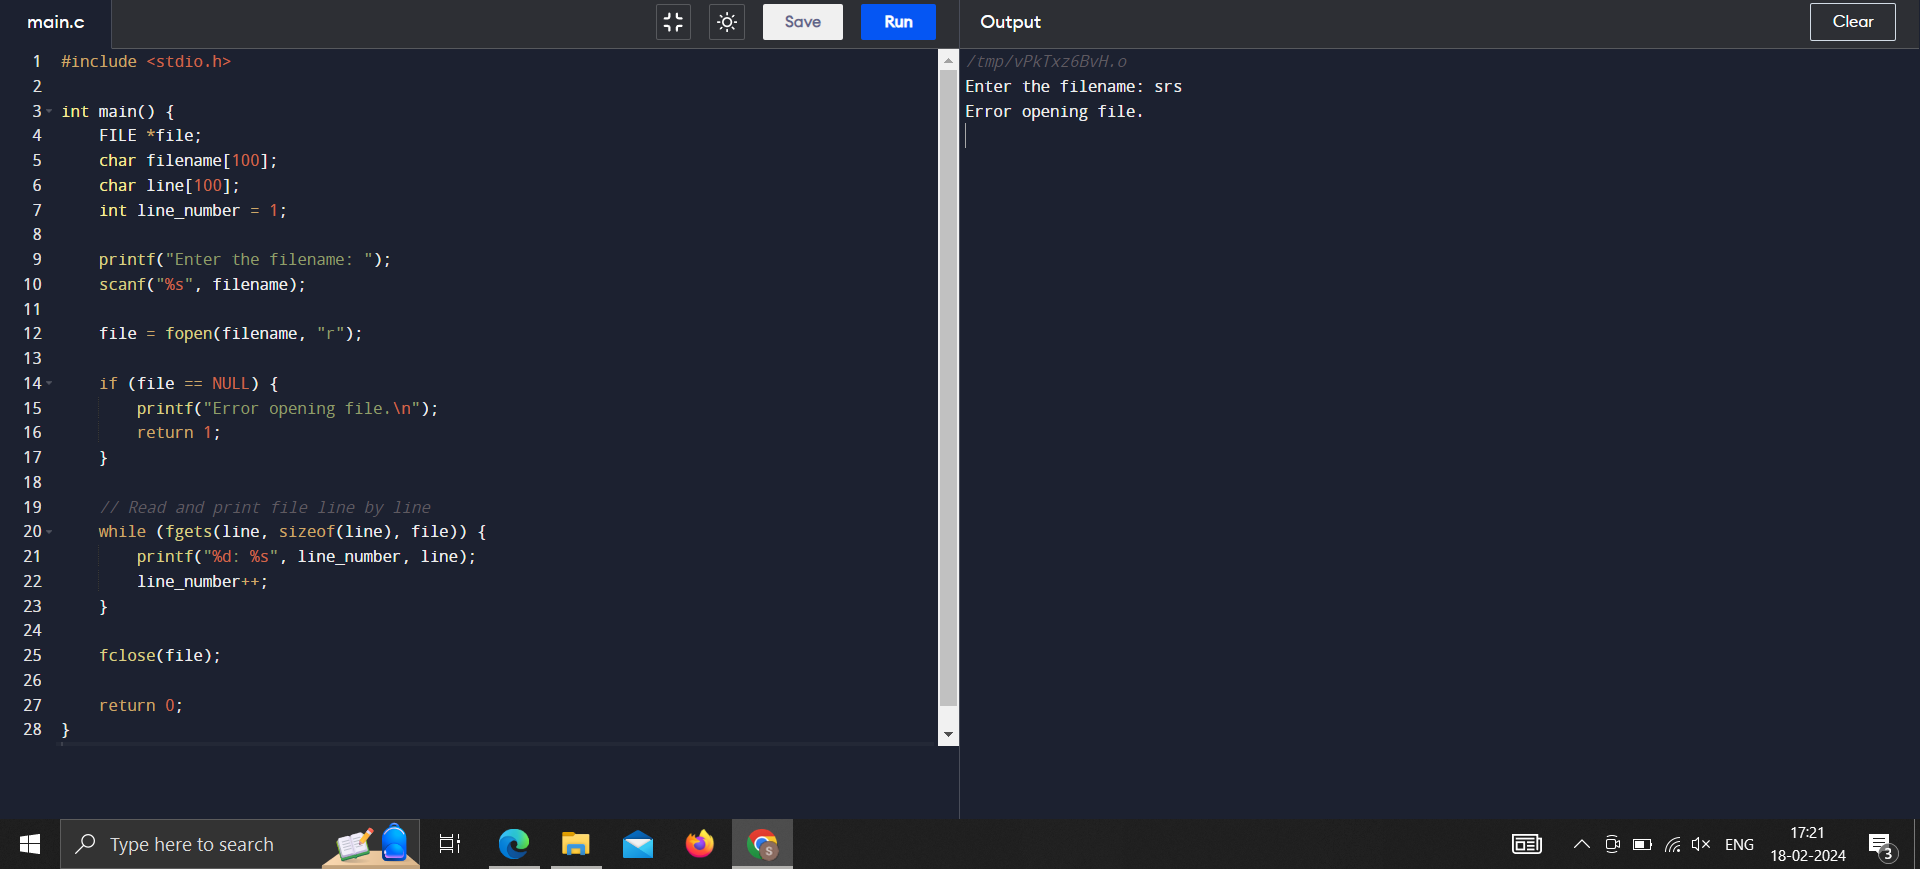 main.c
Save
Run
Output
Clear
1 #include <stdio.h>
2
3 int main() {
4     FILE *file;
5     char filename[100];
6     char line[100];
7     int line_number = 1;
8
9     printf("Enter the filename: ");
10     scanf("%s", filename);
11
12     file = fopen(filename, "r");
13
14     if (file == NULL) {
15         printf("Error opening file.\n");
16         return 1;
17     }
18
19     // Read and print file line by line
20     while (fgets(line, sizeof(line), file)) {
21         printf("%d: %s", line_number, line);
22         line_number++;
23     }
24
25     fclose(file);
26
27     return 0;
28 }
/tmp/vPkTxz6BvH.o
Enter the filename: srs
Error opening file.
Type here to search
S
ENG
17:21
18-02-2024
3